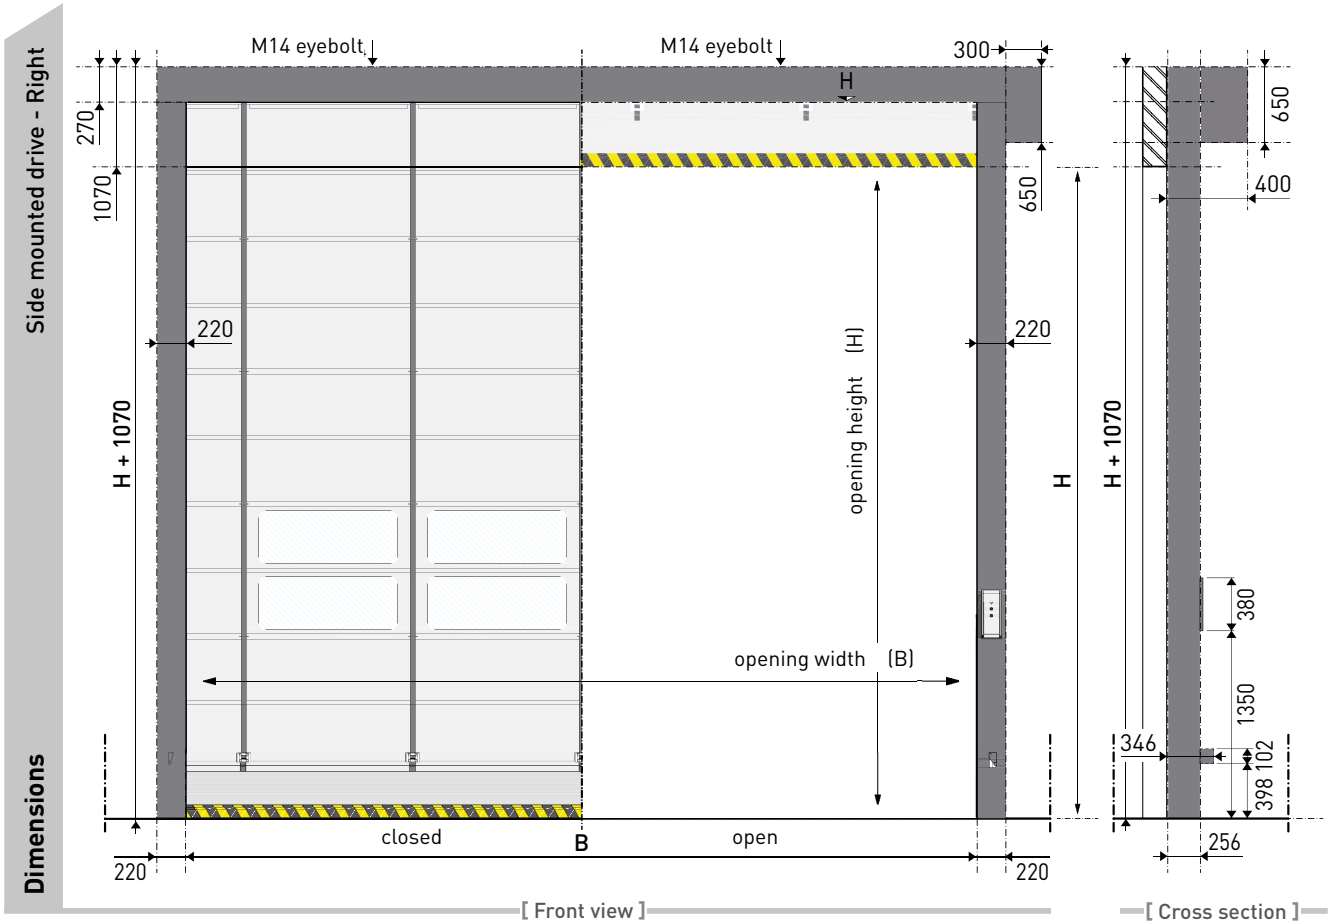 Side mounted drive - Right
Dimensions
M14 eyebolt
M14 eyebolt
300
H
270
1070
650
650
400
220
220
H + 1070
opening height (H)
H
H + 1070
380
opening width (B)
1350
346
102
398
closed
B
open
220
220
256
[ Front view ]
[ Cross section ]